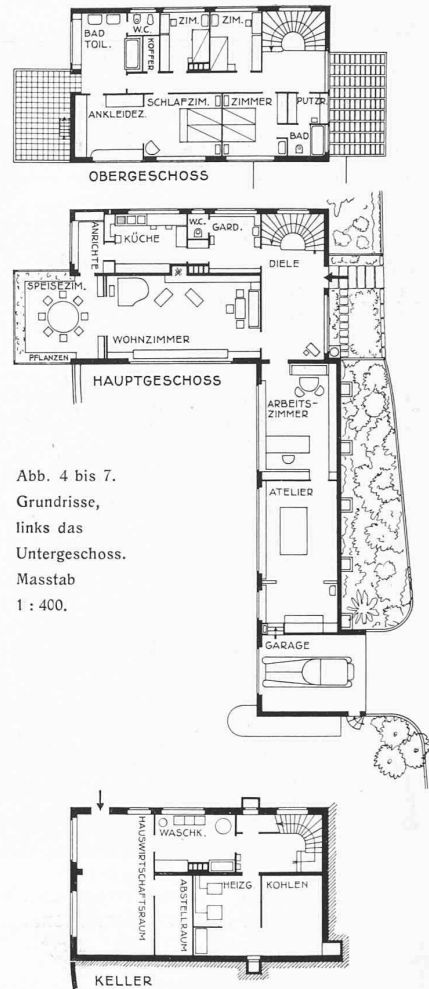 BAD
TOIL.
W.C.
KOFFER
ZIM.
ZIM.
ANKLEIDEZ.
SCHLAFZIM.
ZIMMER
PUTZR.
BAD
OBERGESCHOSS
ANRICHTE
KÜCHE
W.C.
GARD.
DIELE
SPEISEZIM.
WOHNZIMMER
PFLANZEN
HAUPTGESCHOSS
ARBEITS-
ZIMMER
ATELIER
GARAGE
Abb. 4 bis 7.
Grundrisse,
links das
Untergeschoss.
Masstab
1 : 400.
HAUSWIRTSCHAFTSRAUM
WASCHK.
ABSTELLRAUM
HEIZG.
KOHLEN
KELLER